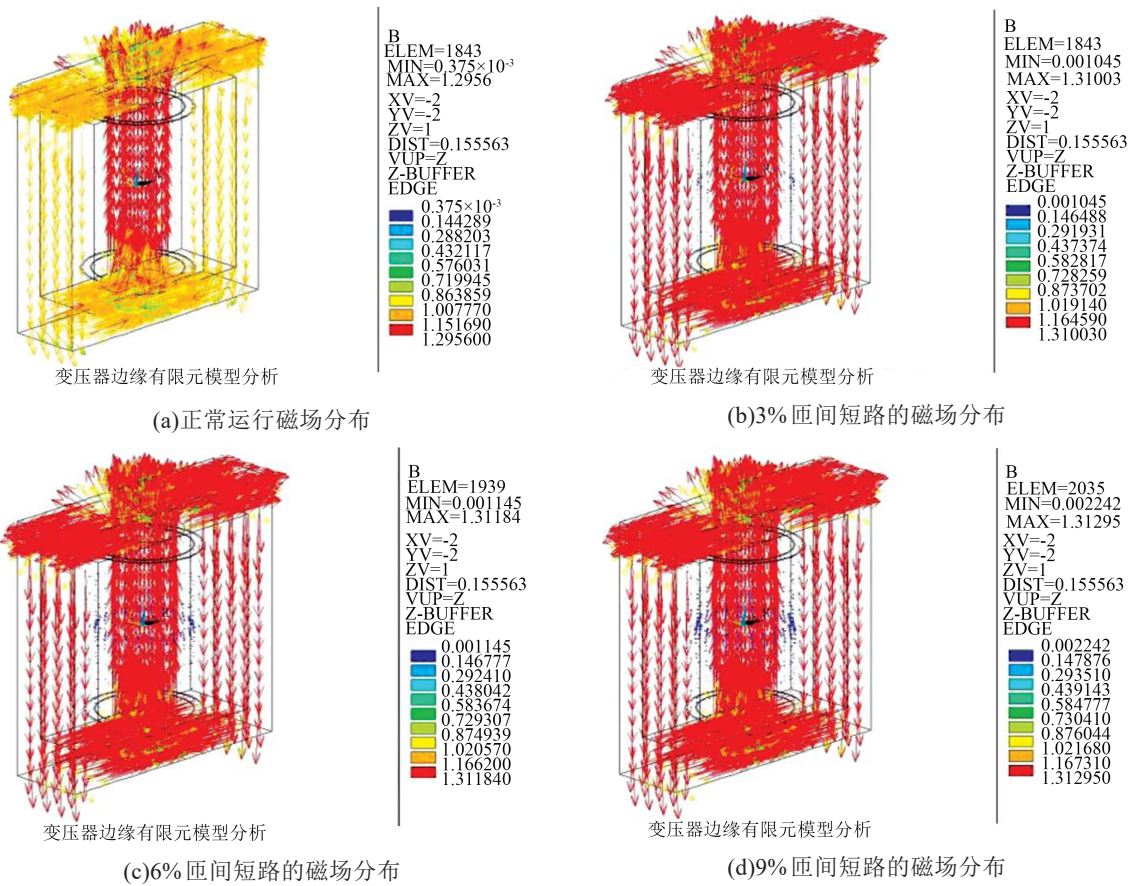 B
ELEM=1843
MIN=0.375×10⁻³
MAX=1.2956
XV=-2
YV=-2
ZV=1
DIST=0.155563
VUP=Z
Z-BUFFER
EDGE
0.375×10⁻³
0.144289
0.288203
0.432117
0.576031
0.719945
0.863859
1.007770
1.151690
1.295600
变压器边缘有限元模型分析
(a)正常运行磁场分布
B
ELEM=1843
MIN=0.001045
MAX=1.31003
XV=-2
YV=-2
ZV=1
DIST=0.155563
VUP=Z
Z-BUFFER
EDGE
0.001045
0.146488
0.291931
0.437374
0.582817
0.728259
0.873702
1.019140
1.164590
1.310030
变压器边缘有限元模型分析
(b)3% 匝间短路的磁场分布
B
ELEM=1939
MIN=0.001145
MAX=1.31184
XV=-2
YV=-2
ZV=1
DIST=0.155563
VUP=Z
Z-BUFFER
EDGE
0.001145
0.146777
0.292410
0.438042
0.583674
0.729307
0.874939
1.020570
1.166200
1.311840
变压器边缘有限元模型分析
(c)6% 匝间短路的磁场分布
B
ELEM=2035
MIN=0.002242
MAX=1.31295
XV=-2
YV=-2
ZV=1
DIST=0.155563
VUP=Z
Z-BUFFER
EDGE
0.002242
0.147876
0.293510
0.439143
0.584777
0.730410
0.876044
1.021680
1.167310
1.312950
变压器边缘有限元模型分析
(d)9% 匝间短路的磁场分布